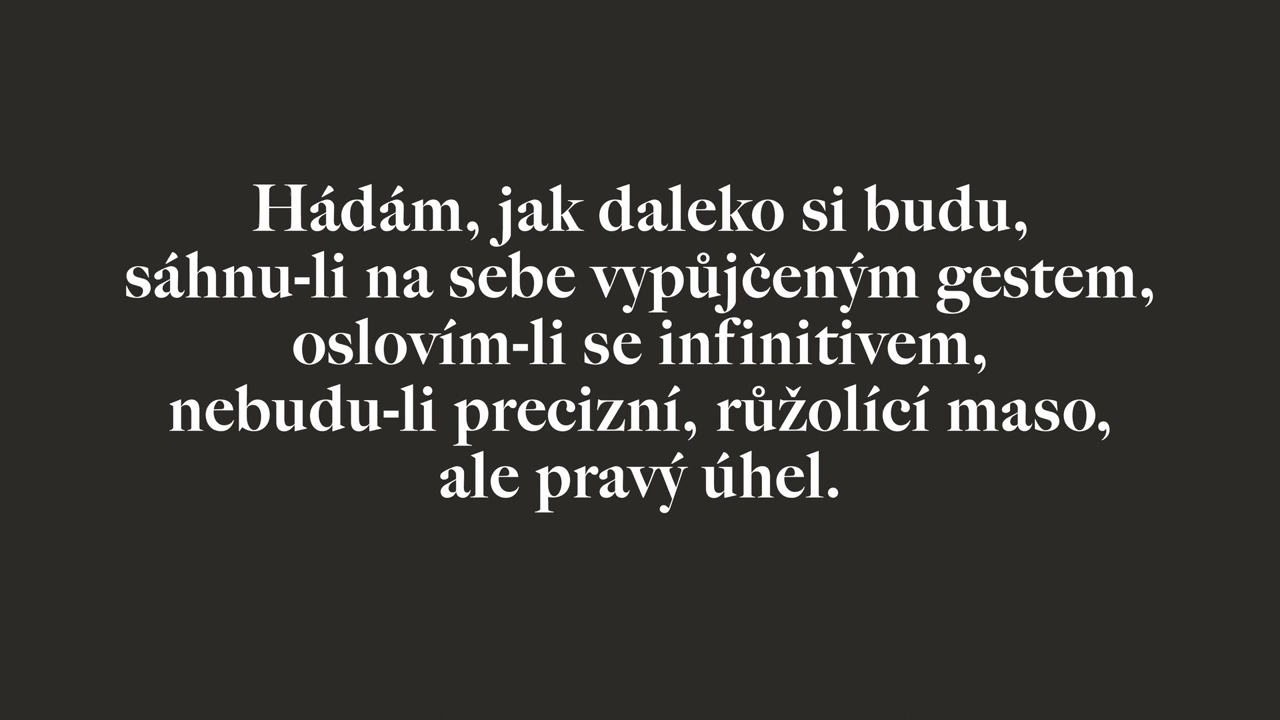 Hádám, jak daleko si budu,
sáhnu-li na sebe vypůjčeným gestem,
oslovím-li se infinitivem,
nebudu-li precizní, růžolící maso,
ale pravý úhel.